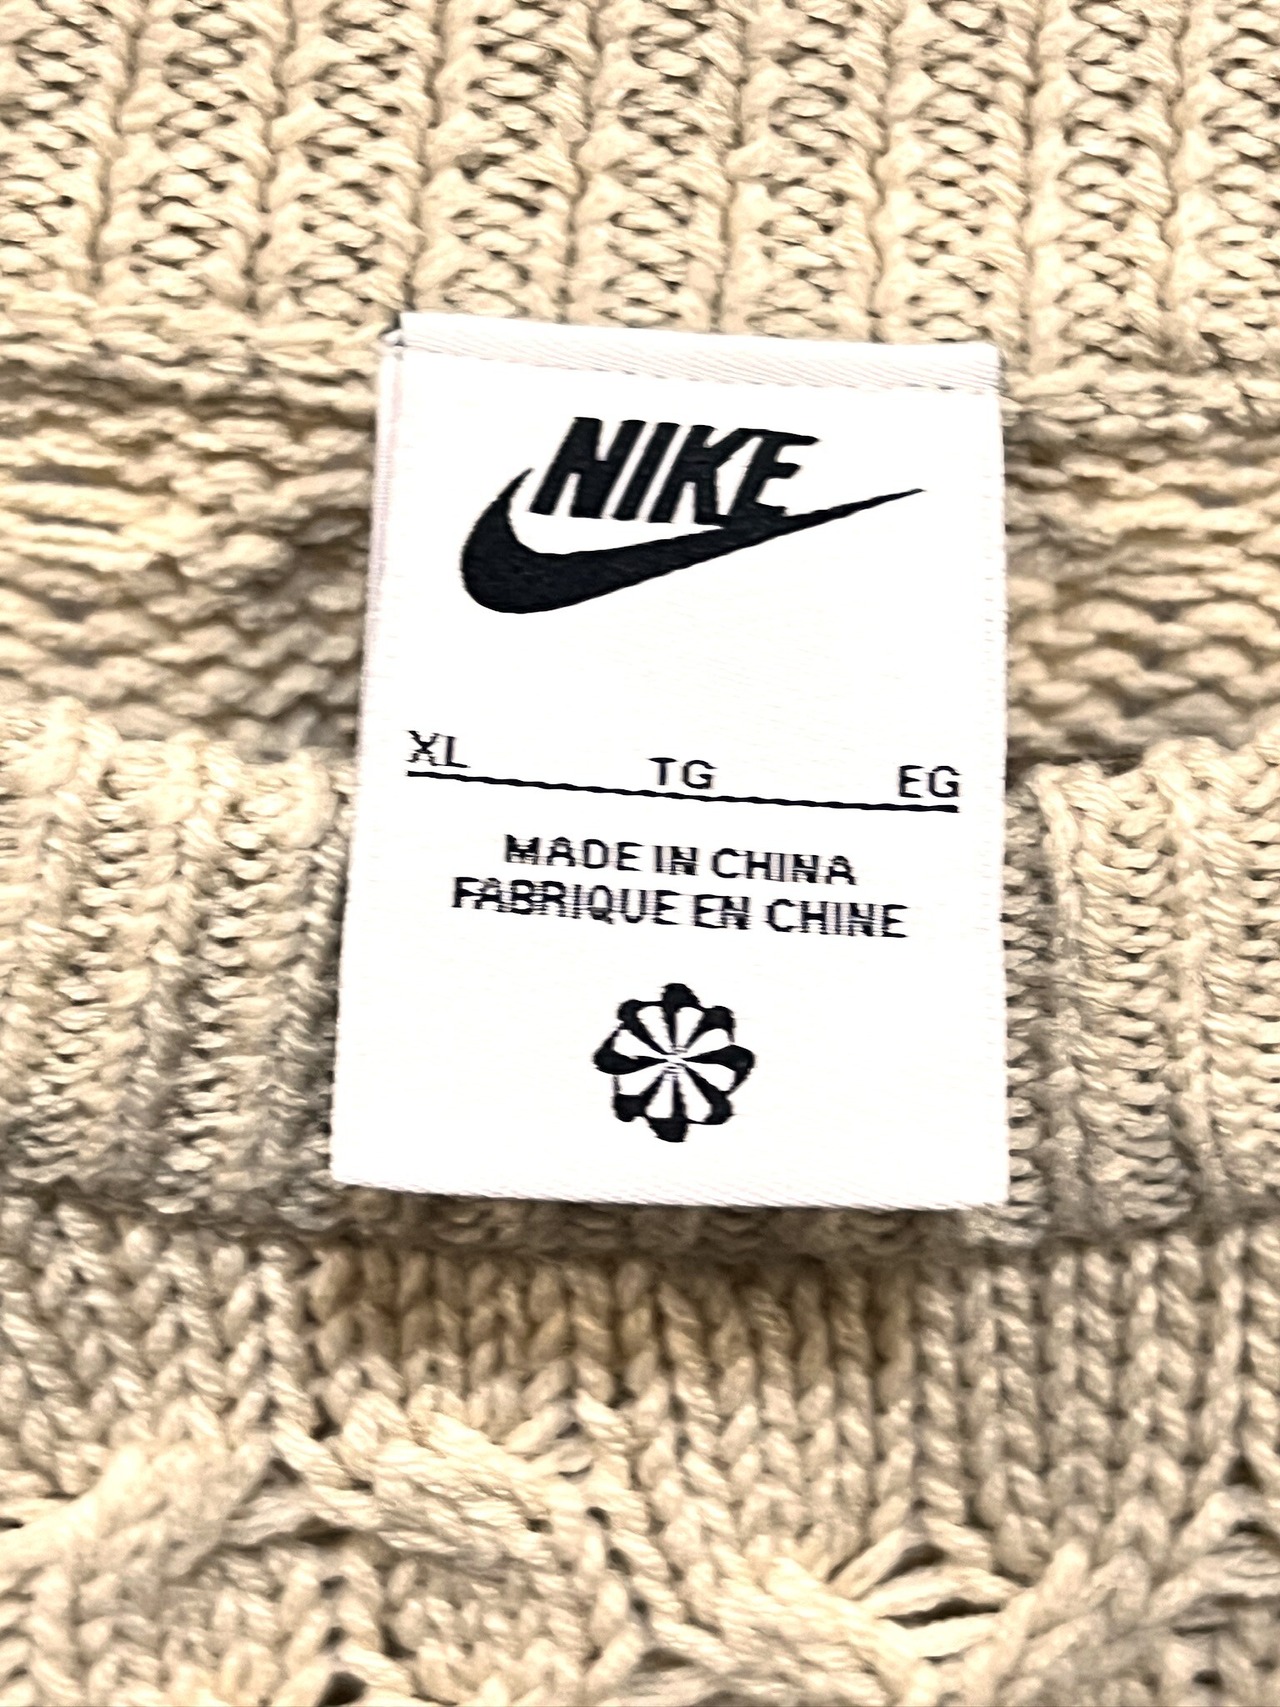 NIKE
XL TG EG
MADE IN CHINA
FABRIQUE EN CHINE